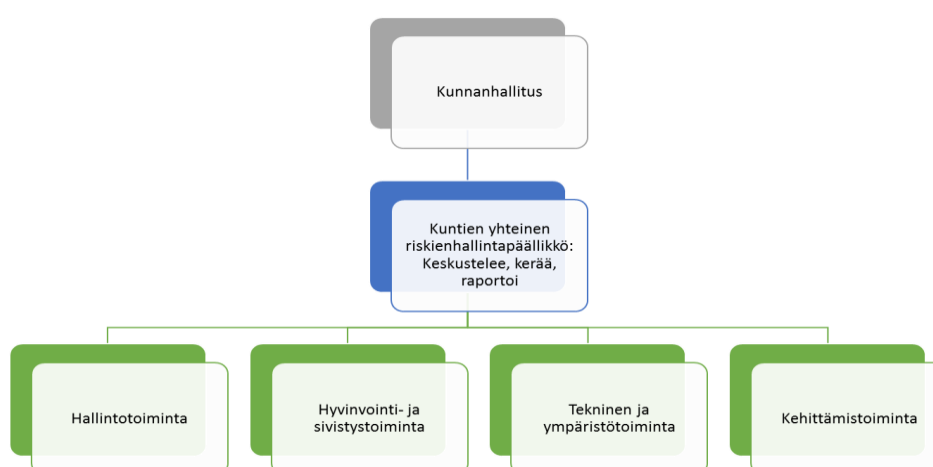 Kunnanhallitus
Kuntien yhteinen
riskienhallintapäällikkö:
Keskustelee, kerää,
raportoi
Hallintotoiminta
Hyvinvointi- ja
sivistystoiminta
Tekninen ja
ympäristötoiminta
Kehittämistoiminta